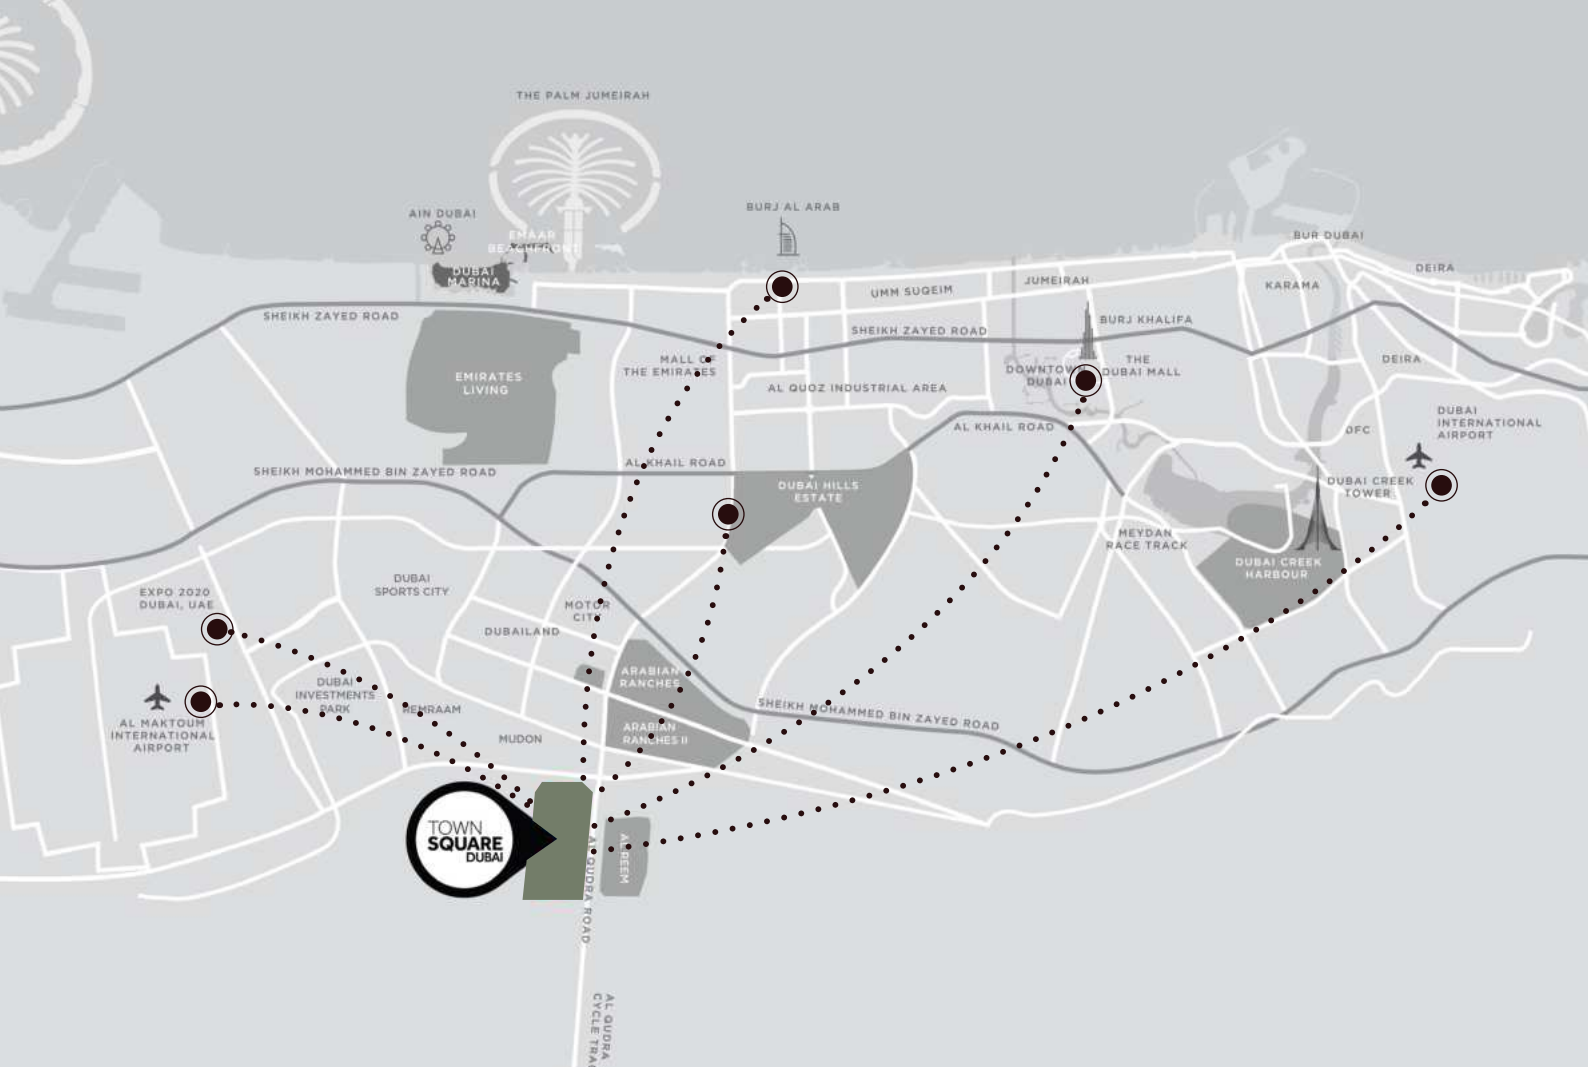 THE PALM JUMEIRAH
AIN DUBAI
BURJ AL ARAB
EMAAR
BEACHFRONT
BUR DUBAI
DUBAI
MARINA
DEIRA
JUMEIRAH
KARAMA
UMM SUQEIM
SHEIKH ZAYED ROAD
BURJ KHALIFA
SHEIKH ZAYED ROAD
MALL OF
THE EMIRATES
DOWNTOWN
DUBAI
THE
DUBAI MALL
DEIRA
EMIRATES
LIVING
AL QUOZ INDUSTRIAL AREA
DUBAI
INTERNATIONAL
AIRPORT
AL KHAIL ROAD
DFC
AL KHAIL ROAD
SHEIKH MOHAMMED BIN ZAYED ROAD
DUBAI HILLS
ESTATE
DUBAI CREEK
TOWER
MEYDAN
RACE TRACK
DUBAI CREEK
HARBOUR
EXPO 2020
DUBAI, UAE
DUBAI
SPORTS CITY
MOTOR
CITY
DUBAILAND
ARABIAN
RANCHES
DUBAI
INVESTMENTS
PARK
REMRAAM
SHEIKH MOHAMMED BIN ZAYED ROAD
AL MAKTOUM
INTERNATIONAL
AIRPORT
MUDON
ARABIAN
RANCHES II
TOWN
SQUARE
DUBAI
AL REEM
AL QUDRA ROAD
AL QUDRA
CYCLE TRA